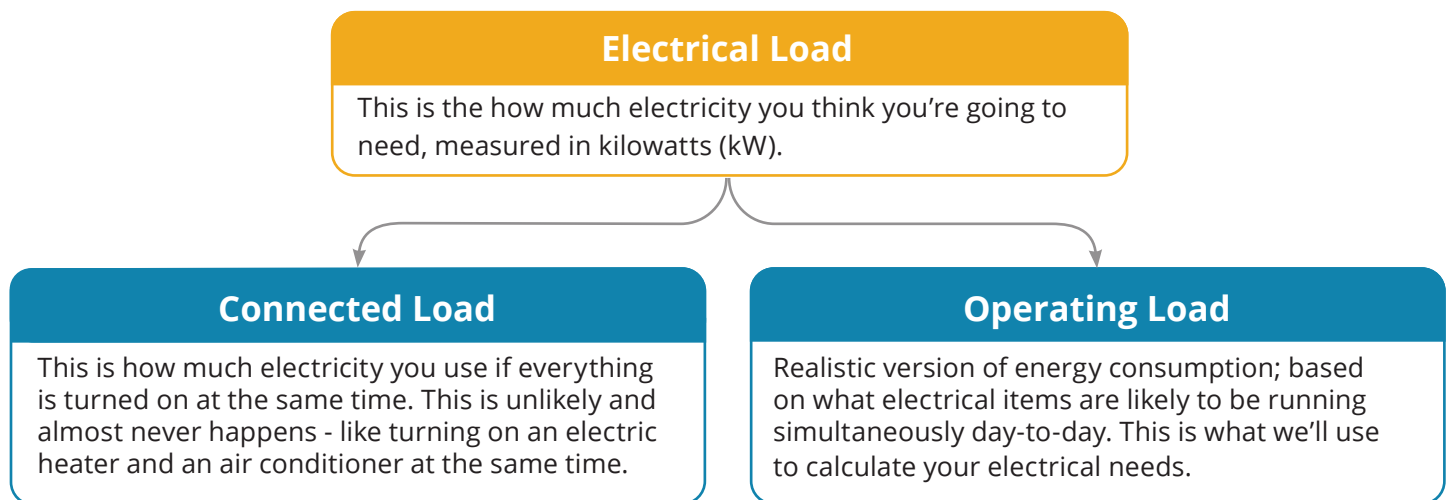 Electrical Load
This is the how much electricity you think you’re going to
need, measured in kilowatts (kW).
Connected Load
This is how much electricity you use if everything
is turned on at the same time. This is unlikely and
almost never happens - like turning on an electric
heater and an air conditioner at the same time.
Operating Load
Realistic version of energy consumption; based
on what electrical items are likely to be running
simultaneously day-to-day. This is what we’ll use
to calculate your electrical needs.